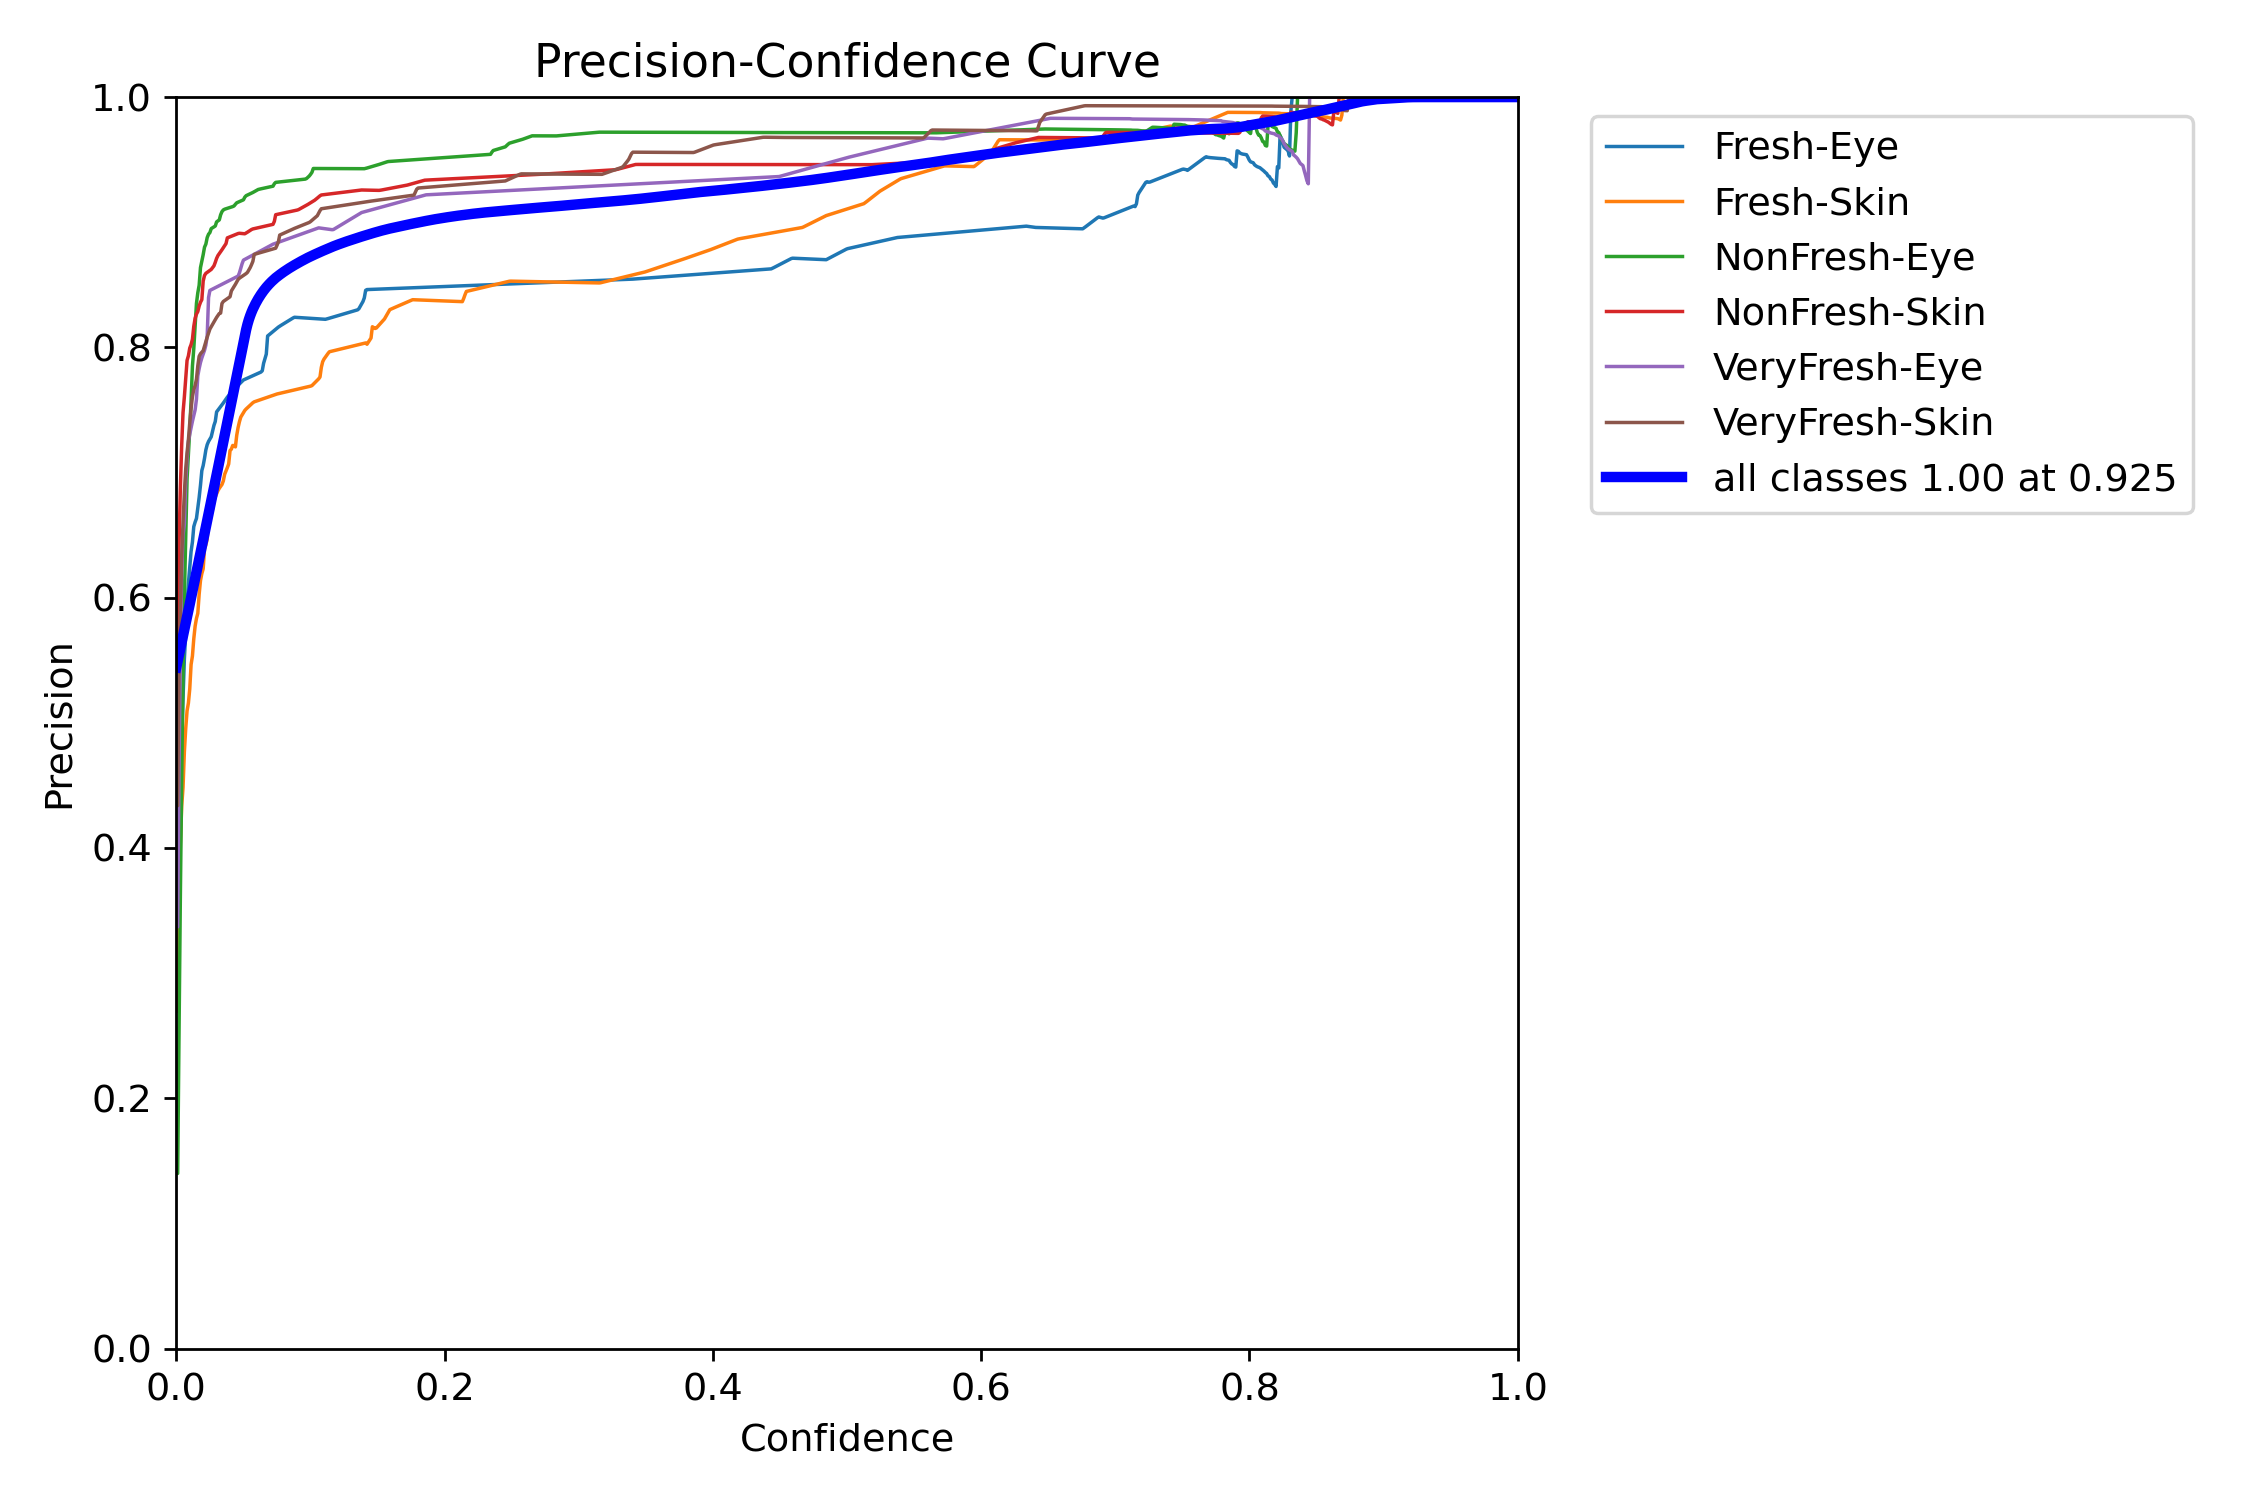 Precision-Confidence Curve
1.0
0.8
0.6
0.4
0.2
0.0
Precision
0.0 0.2 0.4 0.6 0.8 1.0
Confidence
Fresh-Eye
Fresh-Skin
NonFresh-Eye
NonFresh-Skin
VeryFresh-Eye
VeryFresh-Skin
all classes 1.00 at 0.925